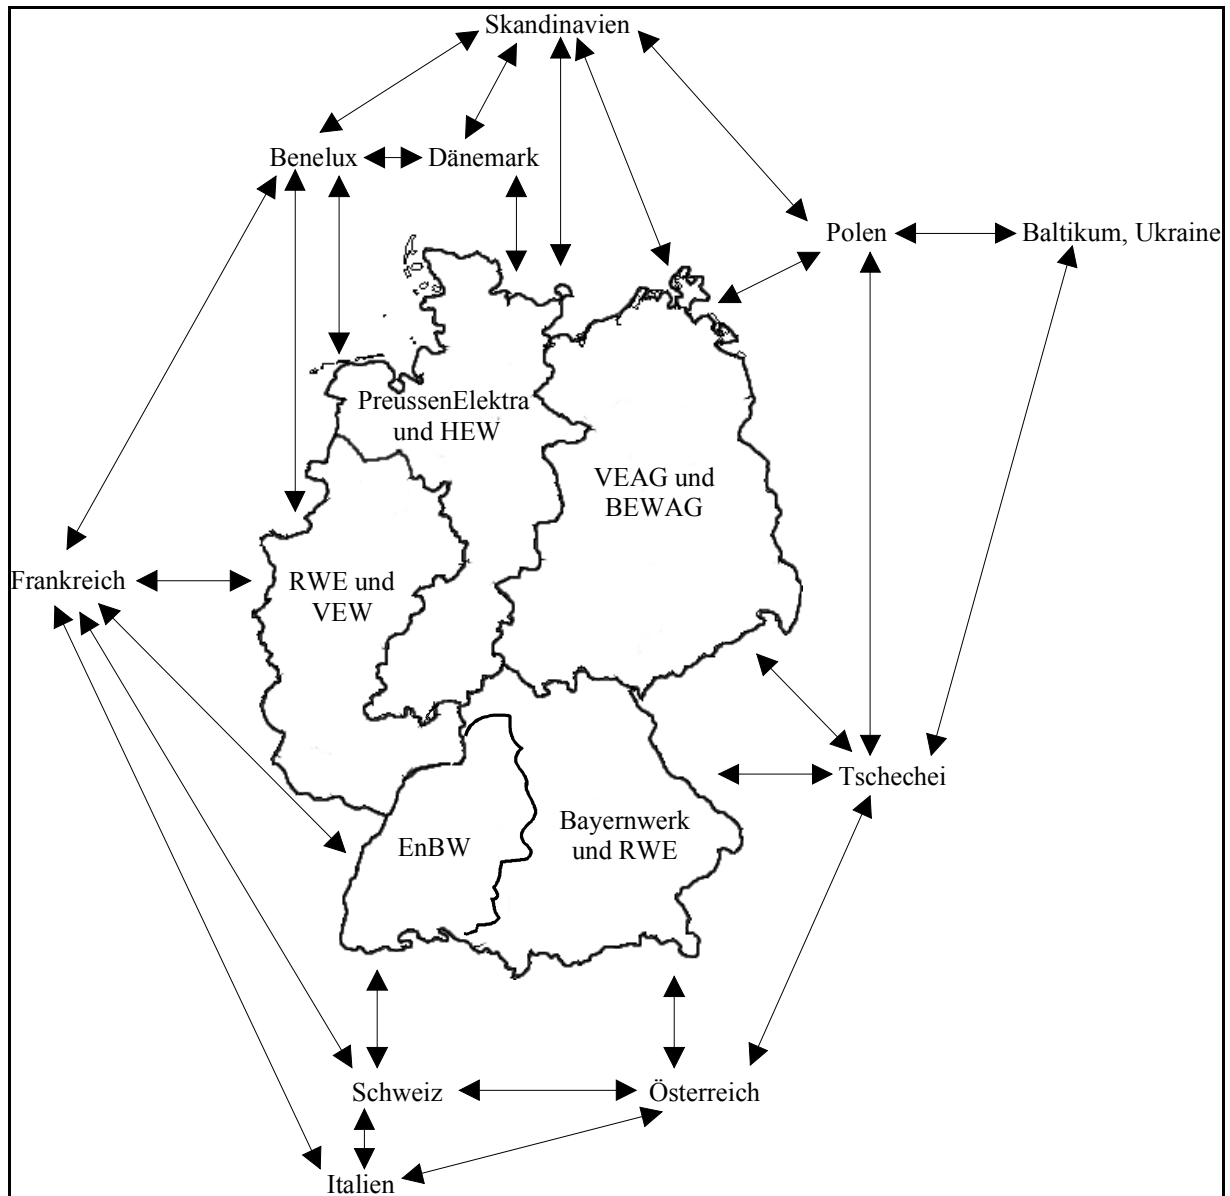 Skandinavien
Benelux
Dänemark
Polen
Baltikum, Ukraine
PreussenElektra
und HEW
VEAG und
BEWAG
Frankreich
RWE und
VEW
Tschechei
EnBW
Bayernwerk
und RWE
Schweiz
Österreich
Italien